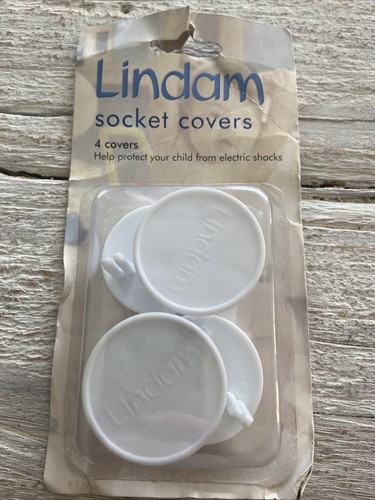 Lindam
socket covers
4 covers
Help protect your child from electric shocks
Lindam
Lindam